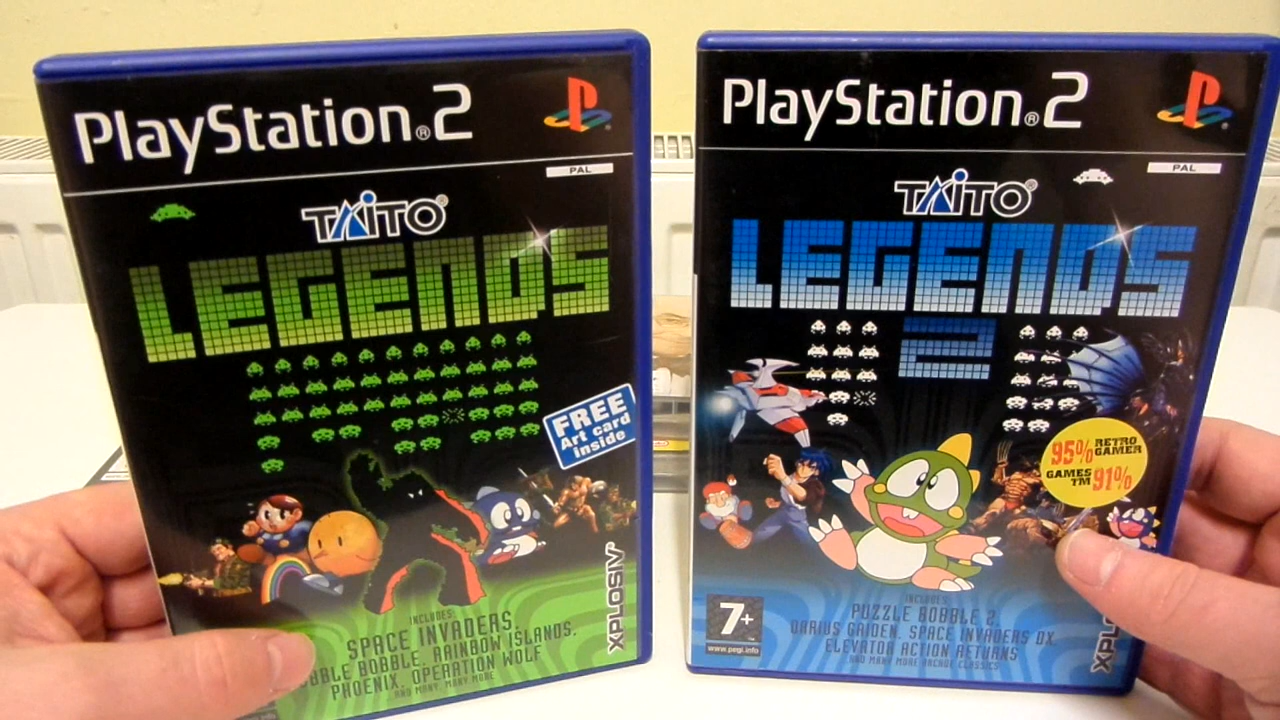 PlayStation®2
PAL
TAITO®
LEGENDS
FREE
Art card
inside
INCLUDES:
SPACE INVADERS,
BBLE BOBBLE, RAINBOW ISLANDS,
PHOENIX, OPERATION WOLF
AND MANY, MANY MORE
XPLOSIV
PlayStation®2
PAL
TAITO®
LEGENDS
2
95% RETRO GAMER
GAMES TM 91%
7+
www.pegi.info
INCLUDES:
PUZZLE BOBBLE 2,
DARIUS GAIDEN, SPACE INVADERS DX,
ELEVATOR ACTION RETURNS
AND MANY MORE ARCADE CLASSICS
XPLO